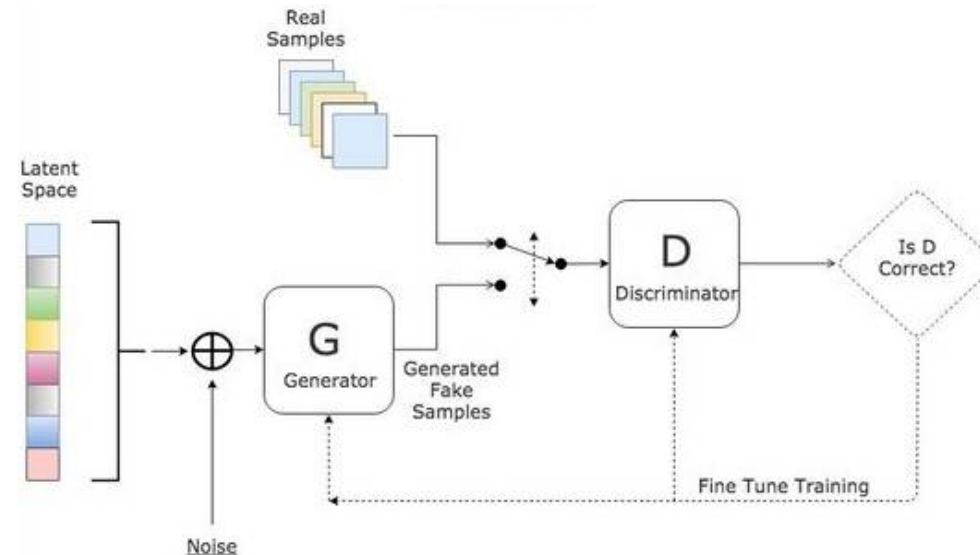 Real
Samples
Latent
Space
G
Generator
Generated
Fake
Samples
D
Discriminator
Is D
Correct?
Fine Tune Training
Noise